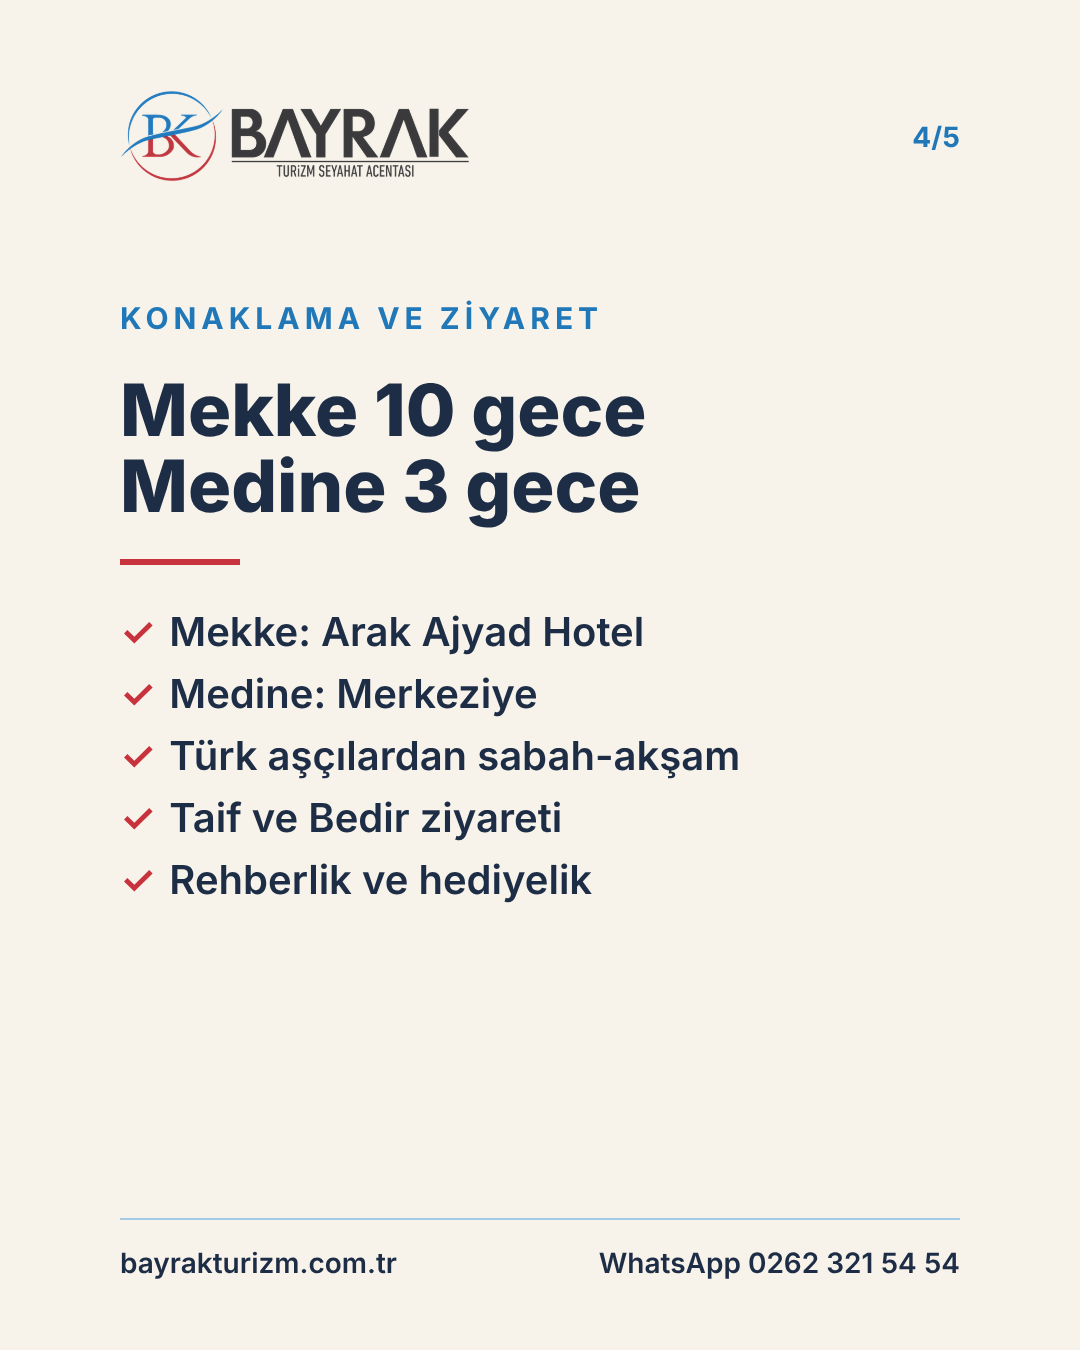 BK BAYRAK
TURİZM SEYAHAT ACENTASI
4/5
KONAKLAMA VE ZİYARET
Mekke 10 gece
Medine 3 gece
Mekke: Arak Ajyad Hotel
Medine: Merkeziye
Türk aşçılardan sabah-akşam
Taif ve Bedir ziyareti
Rehberlik ve hediyelik
bayrakturizm.com.tr
WhatsApp 0262 321 54 54